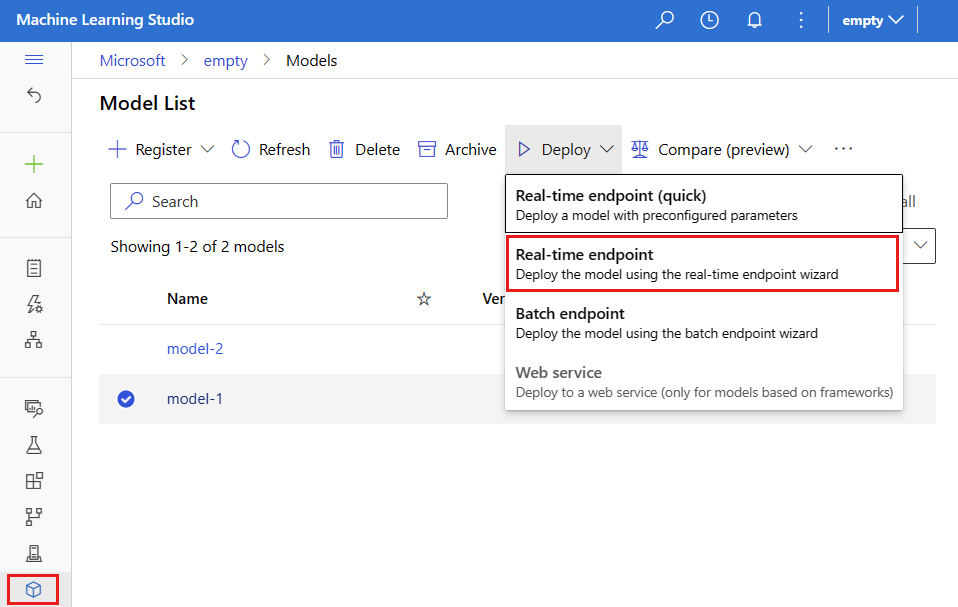 Machine Learning Studio
empty
Microsoft > empty > Models
Model List
Register Refresh Delete Archive Deploy Compare (preview) ···
Search
Real-time endpoint (quick)
Deploy a model with preconfigured parameters
all
Showing 1-2 of 2 models
Real-time endpoint
Deploy the model using the real-time endpoint wizard
Name Ver
Batch endpoint
Deploy the model using the batch endpoint wizard
model-2
Web service
Deploy to a web service (only for models based on frameworks)
model-1